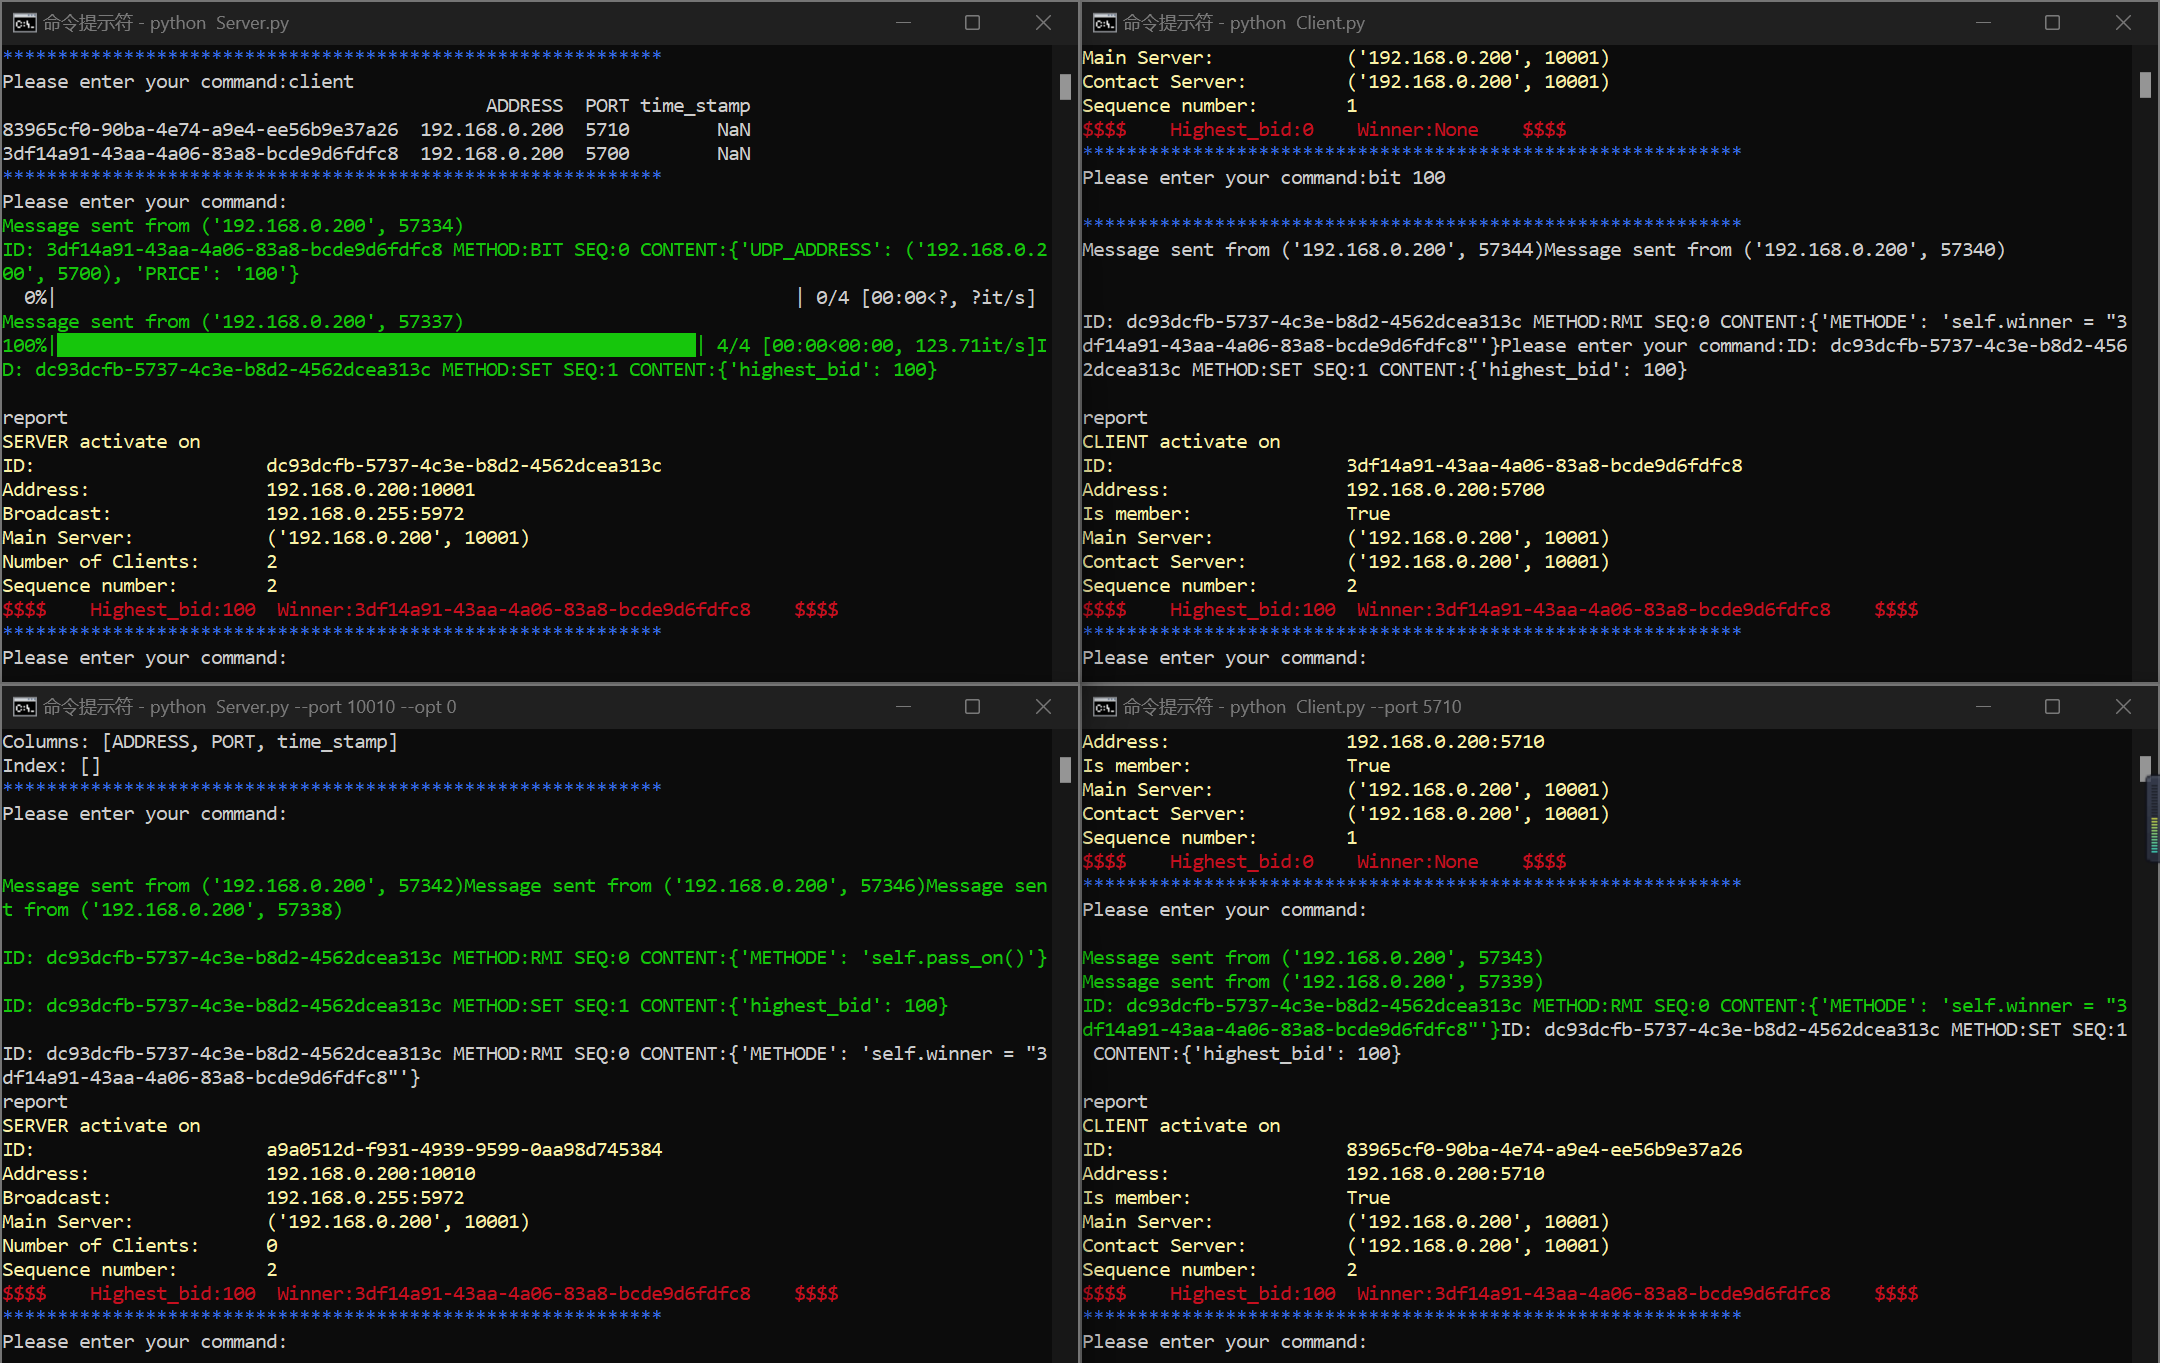 命令提示符 - python  Server.py
************************************************************
Please enter your command:client
                                            ADDRESS  PORT time_stamp
83965cf0-90ba-4e74-a9e4-ee56b9e37a26  192.168.0.200  5710        NaN
3df14a91-43aa-4a06-83a8-bcde9d6fdfc8  192.168.0.200  5700        NaN
************************************************************
Please enter your command:
Message sent from ('192.168.0.200', 57334)
ID: 3df14a91-43aa-4a06-83a8-bcde9d6fdfc8 METHOD:BIT SEQ:0 CONTENT:{'UDP_ADDRESS': ('192.168.0.2
00', 5700), 'PRICE': '100'}
  0%|                                                                   | 0/4 [00:00<?, ?it/s]
Message sent from ('192.168.0.200', 57337)
100%|██████████████████████████████████████████████████████████| 4/4 [00:00<00:00, 123.71it/s]I
D: dc93dcfb-5737-4c3e-b8d2-4562dcea313c METHOD:SET SEQ:1 CONTENT:{'highest_bid': 100}
report
SERVER activate on
ID:                     dc93dcfb-5737-4c3e-b8d2-4562dcea313c
Address:                192.168.0.200:10001
Broadcast:              192.168.0.255:5972
Main Server:            ('192.168.0.200', 10001)
Number of Clients:      2
Sequence number:        2
$$$$    Highest_bid:100  Winner:3df14a91-43aa-4a06-83a8-bcde9d6fdfc8    $$$$
************************************************************
Please enter your command:
命令提示符 - python  Client.py
Main Server:            ('192.168.0.200', 10001)
Contact Server:         ('192.168.0.200', 10001)
Sequence number:        1
$$$$    Highest_bid:0    Winner:None    $$$$
************************************************************
Please enter your command:bit 100
************************************************************
Message sent from ('192.168.0.200', 57344)Message sent from ('192.168.0.200', 57340)
ID: dc93dcfb-5737-4c3e-b8d2-4562dcea313c METHOD:RMI SEQ:0 CONTENT:{'METHODE': 'self.winner = "3
df14a91-43aa-4a06-83a8-bcde9d6fdfc8"'}Please enter your command:ID: dc93dcfb-5737-4c3e-b8d2-456
2dcea313c METHOD:SET SEQ:1 CONTENT:{'highest_bid': 100}
report
CLIENT activate on
ID:                     3df14a91-43aa-4a06-83a8-bcde9d6fdfc8
Address:                192.168.0.200:5700
Is member:              True
Main Server:            ('192.168.0.200', 10001)
Contact Server:         ('192.168.0.200', 10001)
Sequence number:        2
$$$$    Highest_bid:100  Winner:3df14a91-43aa-4a06-83a8-bcde9d6fdfc8    $$$$
************************************************************
Please enter your command:
命令提示符 - python  Server.py --port 10010 --opt 0
Columns: [ADDRESS, PORT, time_stamp]
Index: []
************************************************************
Please enter your command:
Message sent from ('192.168.0.200', 57342)Message sent from ('192.168.0.200', 57346)Message sen
t from ('192.168.0.200', 57338)
ID: dc93dcfb-5737-4c3e-b8d2-4562dcea313c METHOD:RMI SEQ:0 CONTENT:{'METHODE': 'self.pass_on()'}
ID: dc93dcfb-5737-4c3e-b8d2-4562dcea313c METHOD:SET SEQ:1 CONTENT:{'highest_bid': 100}
ID: dc93dcfb-5737-4c3e-b8d2-4562dcea313c METHOD:RMI SEQ:0 CONTENT:{'METHODE': 'self.winner = "3
df14a91-43aa-4a06-83a8-bcde9d6fdfc8"'}
report
SERVER activate on
ID:                     a9a0512d-f931-4939-9599-0aa98d745384
Address:                192.168.0.200:10010
Broadcast:              192.168.0.255:5972
Main Server:            ('192.168.0.200', 10001)
Number of Clients:      0
Sequence number:        2
$$$$    Highest_bid:100  Winner:3df14a91-43aa-4a06-83a8-bcde9d6fdfc8    $$$$
************************************************************
Please enter your command:
命令提示符 - python  Client.py --port 5710
Address:                192.168.0.200:5710
Is member:              True
Main Server:            ('192.168.0.200', 10001)
Contact Server:         ('192.168.0.200', 10001)
Sequence number:        1
$$$$    Highest_bid:0    Winner:None    $$$$
************************************************************
Please enter your command:
Message sent from ('192.168.0.200', 57343)
Message sent from ('192.168.0.200', 57339)
ID: dc93dcfb-5737-4c3e-b8d2-4562dcea313c METHOD:RMI SEQ:0 CONTENT:{'METHODE': 'self.winner = "3
df14a91-43aa-4a06-83a8-bcde9d6fdfc8"'}ID: dc93dcfb-5737-4c3e-b8d2-4562dcea313c METHOD:SET SEQ:1
 CONTENT:{'highest_bid': 100}
report
CLIENT activate on
ID:                     83965cf0-90ba-4e74-a9e4-ee56b9e37a26
Address:                192.168.0.200:5710
Is member:              True
Main Server:            ('192.168.0.200', 10001)
Contact Server:         ('192.168.0.200', 10001)
Sequence number:        2
$$$$    Highest_bid:100  Winner:3df14a91-43aa-4a06-83a8-bcde9d6fdfc8    $$$$
************************************************************
Please enter your command: